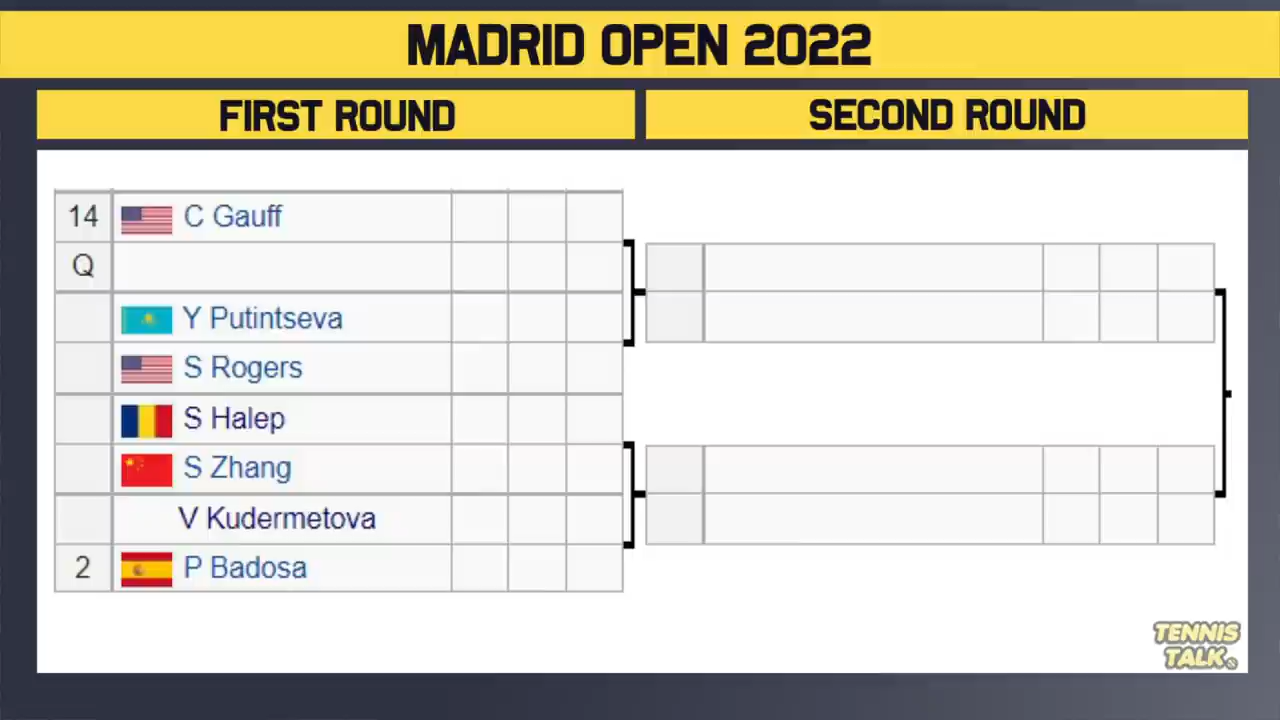 MADRID OPEN 2022
FIRST ROUND
SECOND ROUND
14 C Gauff
Q
Y Putintseva
S Rogers
S Halep
S Zhang
V Kudermetova
2 P Badosa
TENNIS
TALK